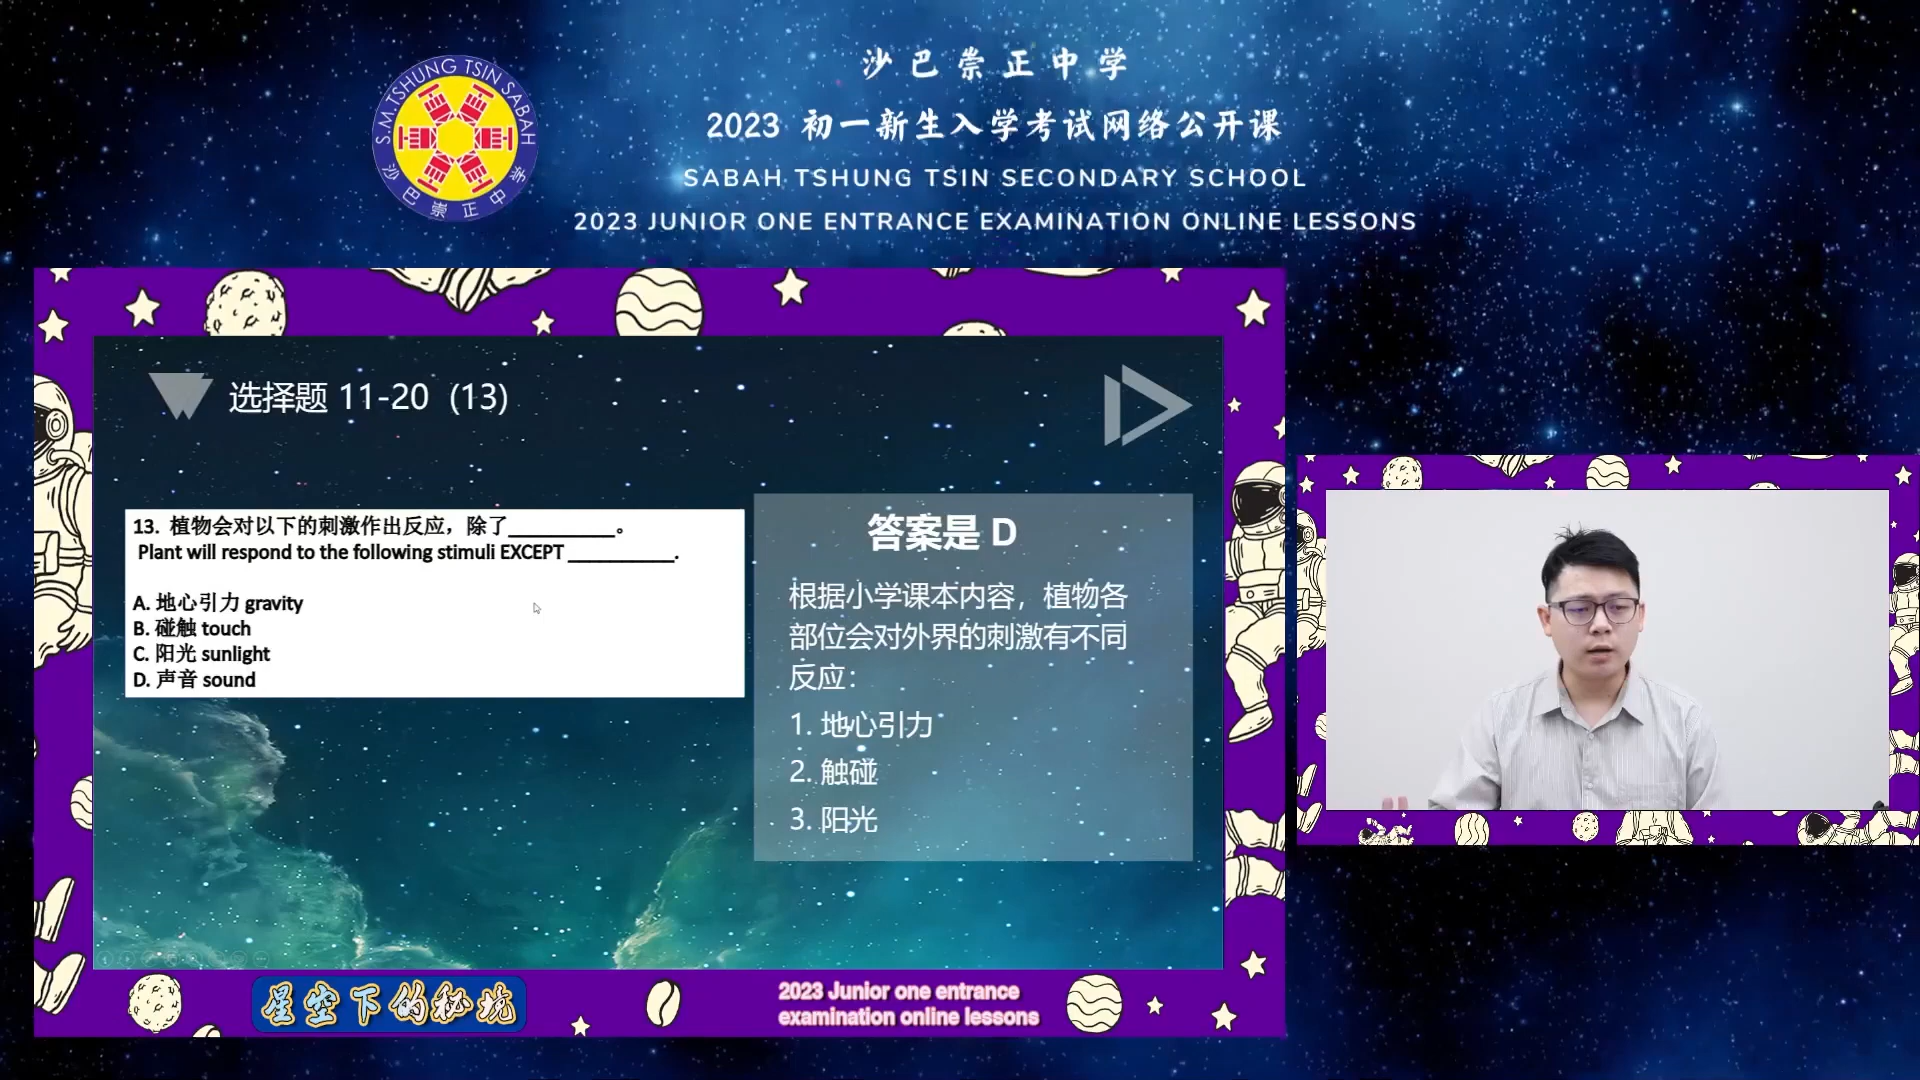 沙巴崇正中学
2023 初一新生入学考试网络公开课
SABAH TSHUNG TSIN SECONDARY SCHOOL
2023 JUNIOR ONE ENTRANCE EXAMINATION ONLINE LESSONS
S.M. TSHUNG TSIN SABAH
沙巴崇正中学
选择题 11-20 (13)
13. 植物会对以下的刺激作出反应，除了__________。
Plant will respond to the following stimuli EXCEPT __________.
A. 地心引力 gravity
B. 碰触 touch
C. 阳光 sunlight
D. 声音 sound
答案是 D
根据小学课本内容，植物各
部位会对外界的刺激有不同
反应：
1. 地心引力
2. 触碰
3. 阳光
星空下的秘境
2023 Junior one entrance
examination online lessons